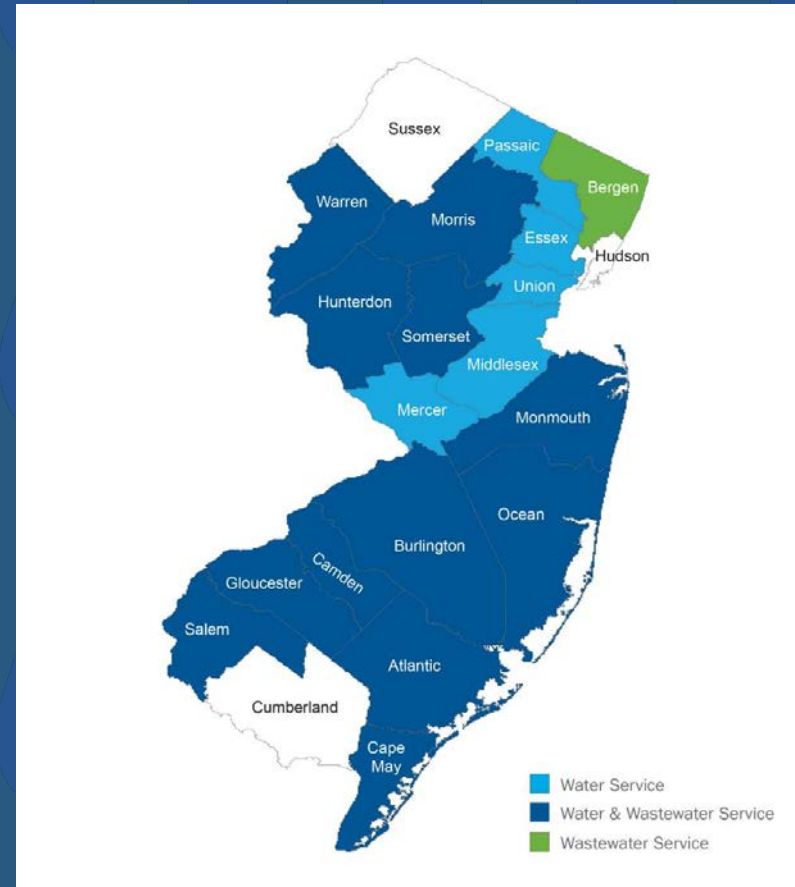 Sussex
Passaic
Bergen
Warren
Morris
Essex
Hudson
Union
Hunterdon
Somerset
Middlesex
Mercer
Monmouth
Ocean
Burlington
Camden
Gloucester
Salem
Atlantic
Cumberland
Cape
May
Water Service
Water & Wastewater Service
Wastewater Service